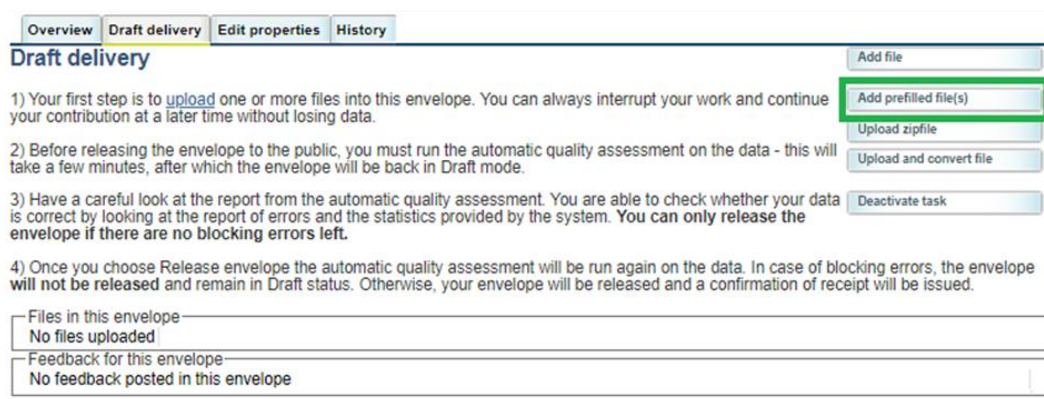 Overview Draft delivery Edit properties History
Draft delivery
Add file
Add prefilled file(s)
Upload zipfile
Upload and convert file
Deactivate task
1) Your first step is to upload one or more files into this envelope. You can always interrupt your work and continue
your contribution at a later time without losing data.
2) Before releasing the envelope to the public, you must run the automatic quality assessment on the data - this will
take a few minutes, after which the envelope will be back in Draft mode.
3) Have a careful look at the report from the automatic quality assessment. You are able to check whether your data
is correct by looking at the report of errors and the statistics provided by the system. You can only release the
envelope if there are no blocking errors left.
4) Once you choose Release envelope the automatic quality assessment will be run again on the data. In case of blocking errors, the envelope
will not be released and remain in Draft status. Otherwise, your envelope will be released and a confirmation of receipt will be issued.
Files in this envelope
No files uploaded
Feedback for this envelope
No feedback posted in this envelope